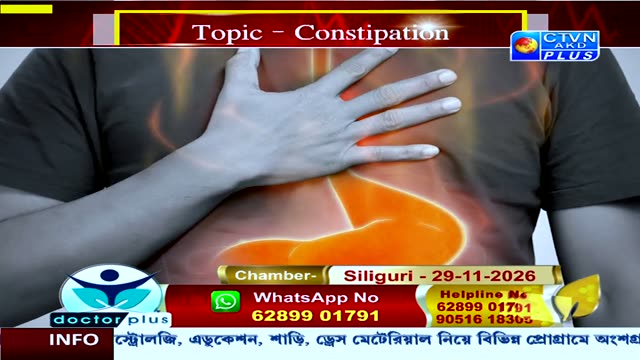 Topic - Constipation
CTVN
AKD
PLUS
Chamber-
Siliguri - 29-11-2026
doctor plus
WhatsApp No
62899 01791
Helpline No
62899 01791
90516 18305
INFO
স্ট্রোলজি, এডুকেশন, শাড়ি, ড্রেস মেটেরিয়াল নিয়ে বিভিন্ন প্রোগ্রামে অংশগ্র